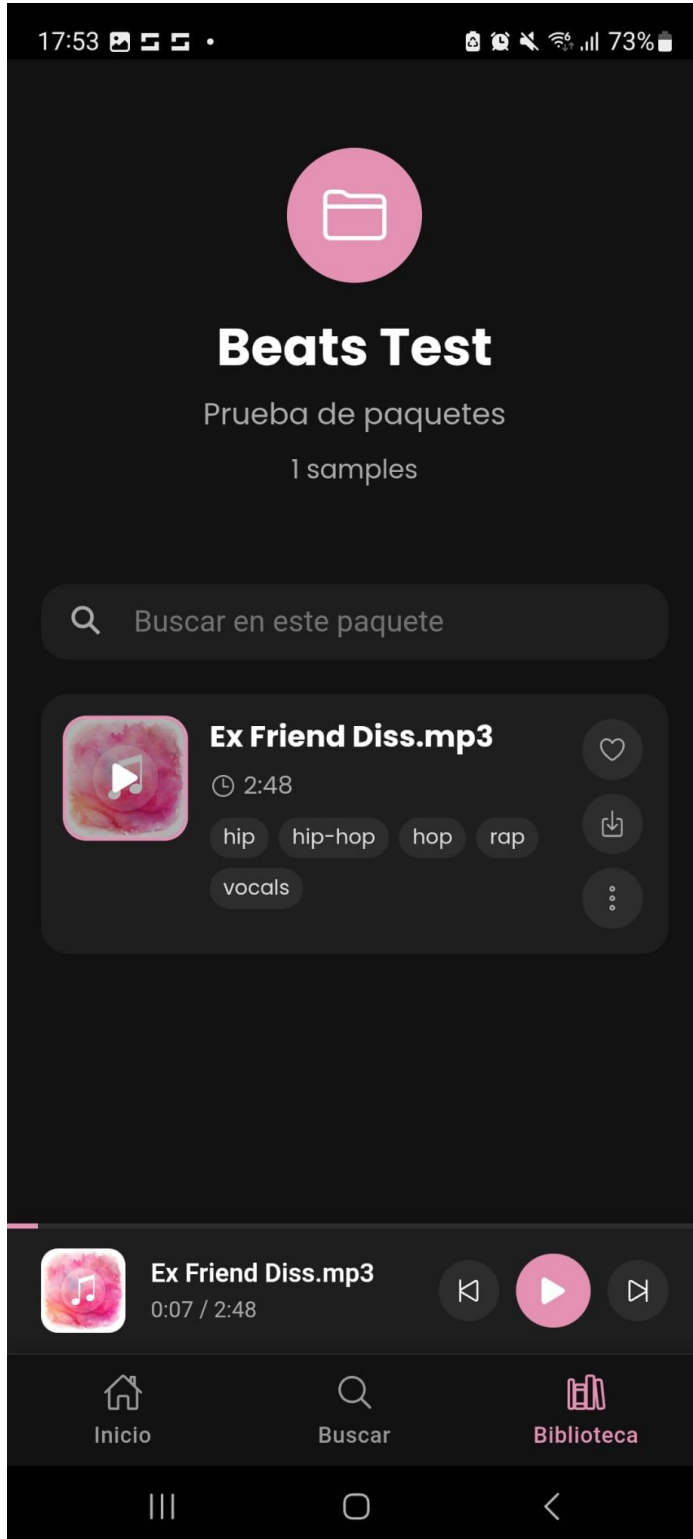 17:53 73%
Beats Test
Prueba de paquetes
1 samples
Buscar en este paquete
Ex Friend Diss.mp3
2:48
hip hip-hop hop rap
vocals
Ex Friend Diss.mp3
0:07 / 2:48
Inicio Buscar Biblioteca